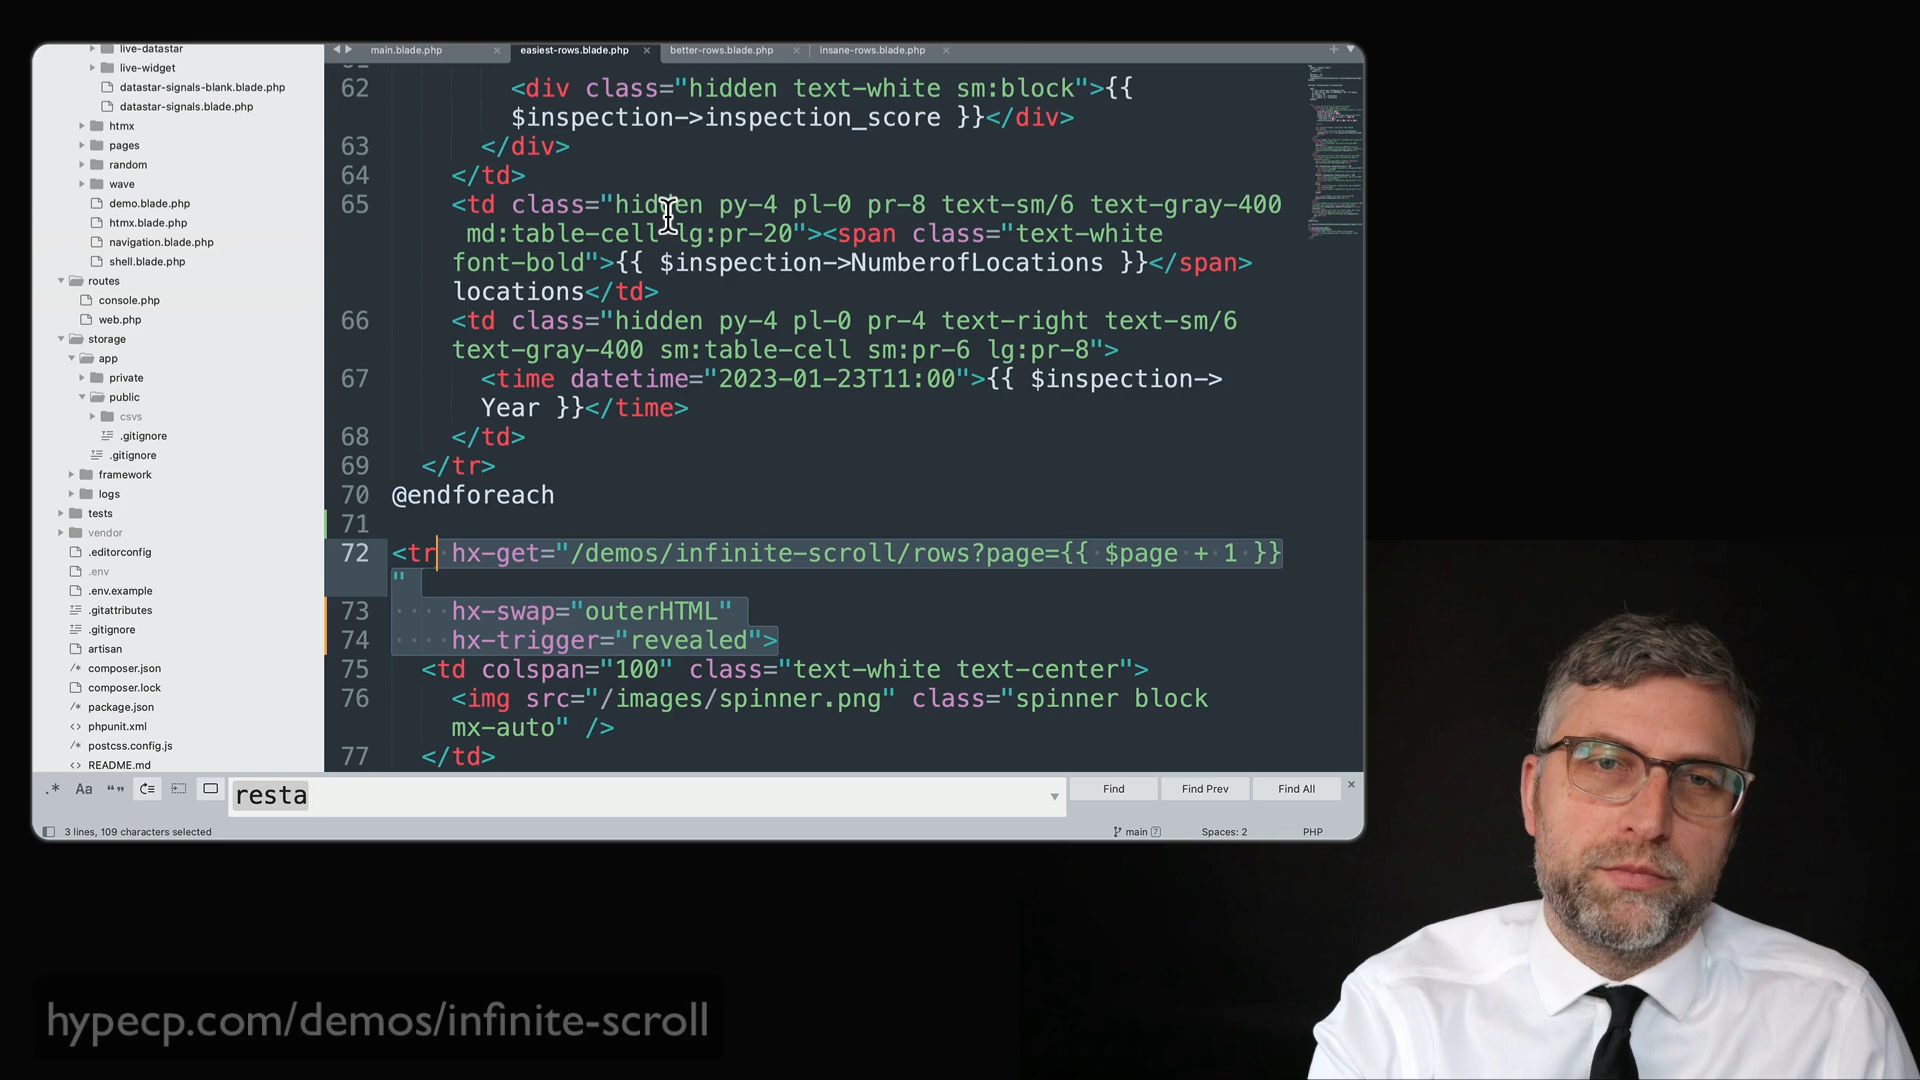 live-datastar
live-widget
datastar-signals-blank.blade.php
datastar-signals.blade.php
htmx
pages
random
wave
demo.blade.php
htmx.blade.php
navigation.blade.php
shell.blade.php
routes
console.php
web.php
storage
app
private
public
csvs
.gitignore
.gitignore
framework
logs
tests
vendor
.editorconfig
.env
.env.example
.gitattributes
.gitignore
artisan
composer.json
composer.lock
package.json
phpunit.xml
postcss.config.js
README.md
main.blade.php
easiest-rows.blade.php
better-rows.blade.php
insane-rows.blade.php
62 <div class="hidden text-white sm:block">{{
$inspection->inspection_score }}</div>
63 </div>
64 </td>
65 <td class="hidden py-4 pl-0 pr-8 text-sm/6 text-gray-400
md:table-cell lg:pr-20"><span class="text-white
font-bold">{{ $inspection->NumberofLocations }}</span>
locations</td>
66 <td class="hidden py-4 pl-0 pr-4 text-right text-sm/6
text-gray-400 sm:table-cell sm:pr-6 lg:pr-8">
67 <time datetime="2023-01-23T11:00">{{ $inspection->
Year }}</time>
68 </td>
69 </tr>
70 @endforeach
71
72 <tr hx-get="/demos/infinite-scroll/rows?page={{ $page + 1 }}
"
73 hx-swap="outerHTML"
74 hx-trigger="revealed">
75 <td colspan="100" class="text-white text-center">
76 <img src="/images/spinner.png" class="spinner block
mx-auto" />
77 </td>
.* Aa “” resta Find Find Prev Find All
3 lines, 109 characters selected main 7 Spaces: 2 PHP
hypecp.com/demos/infinite-scroll